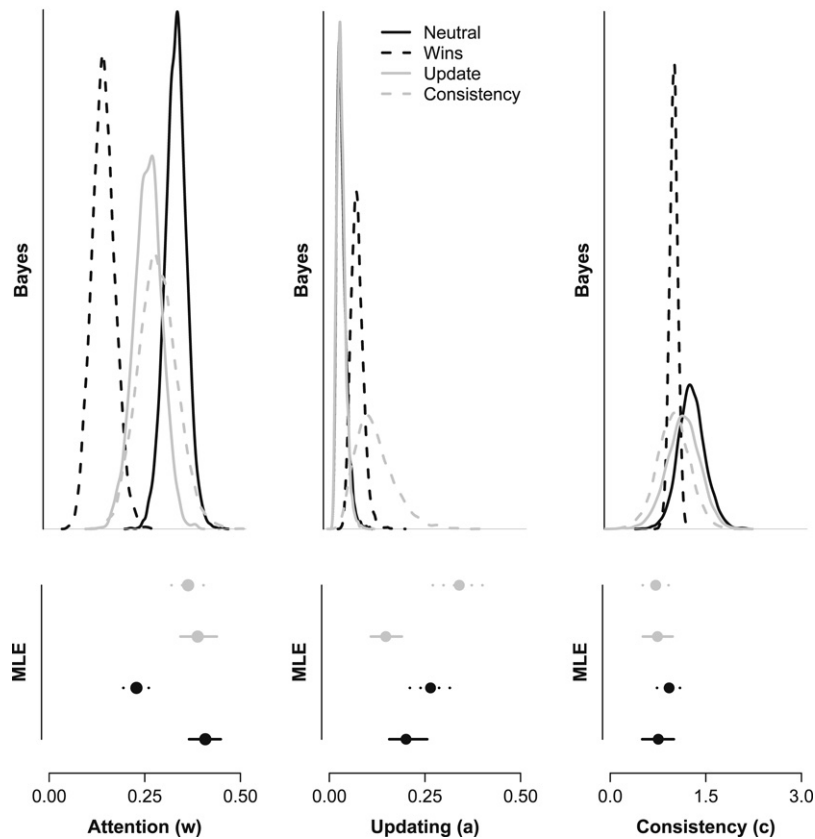 Neutral
Wins
Update
Consistency
Bayes
Bayes
Bayes
MLE
MLE
MLE
0.00 0.25 0.50
0.00 0.25 0.50
0.0 1.5 3.0
Attention (w)
Updating (a)
Consistency (c)